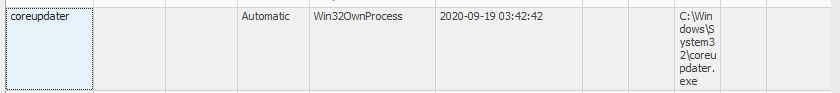 coreupdater Automatic Win32OwnProcess 2020-09-19 03:42:42 C:\Win
dows\S
ystem3
2\coreu
pdater.
exe